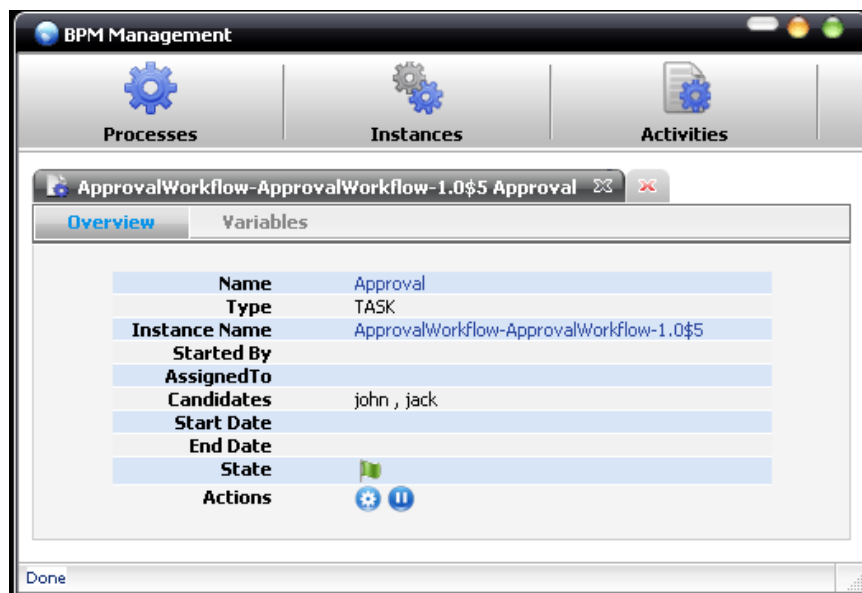 BPM Management
Processes Instances Activities
ApprovalWorkflow-ApprovalWorkflow-1.0$5 Approval
Overview Variables
Name Approval
Type TASK
Instance Name ApprovalWorkflow-ApprovalWorkflow-1.0$5
Started By
AssignedTo
Candidates john , jack
Start Date
End Date
State
Actions
Done